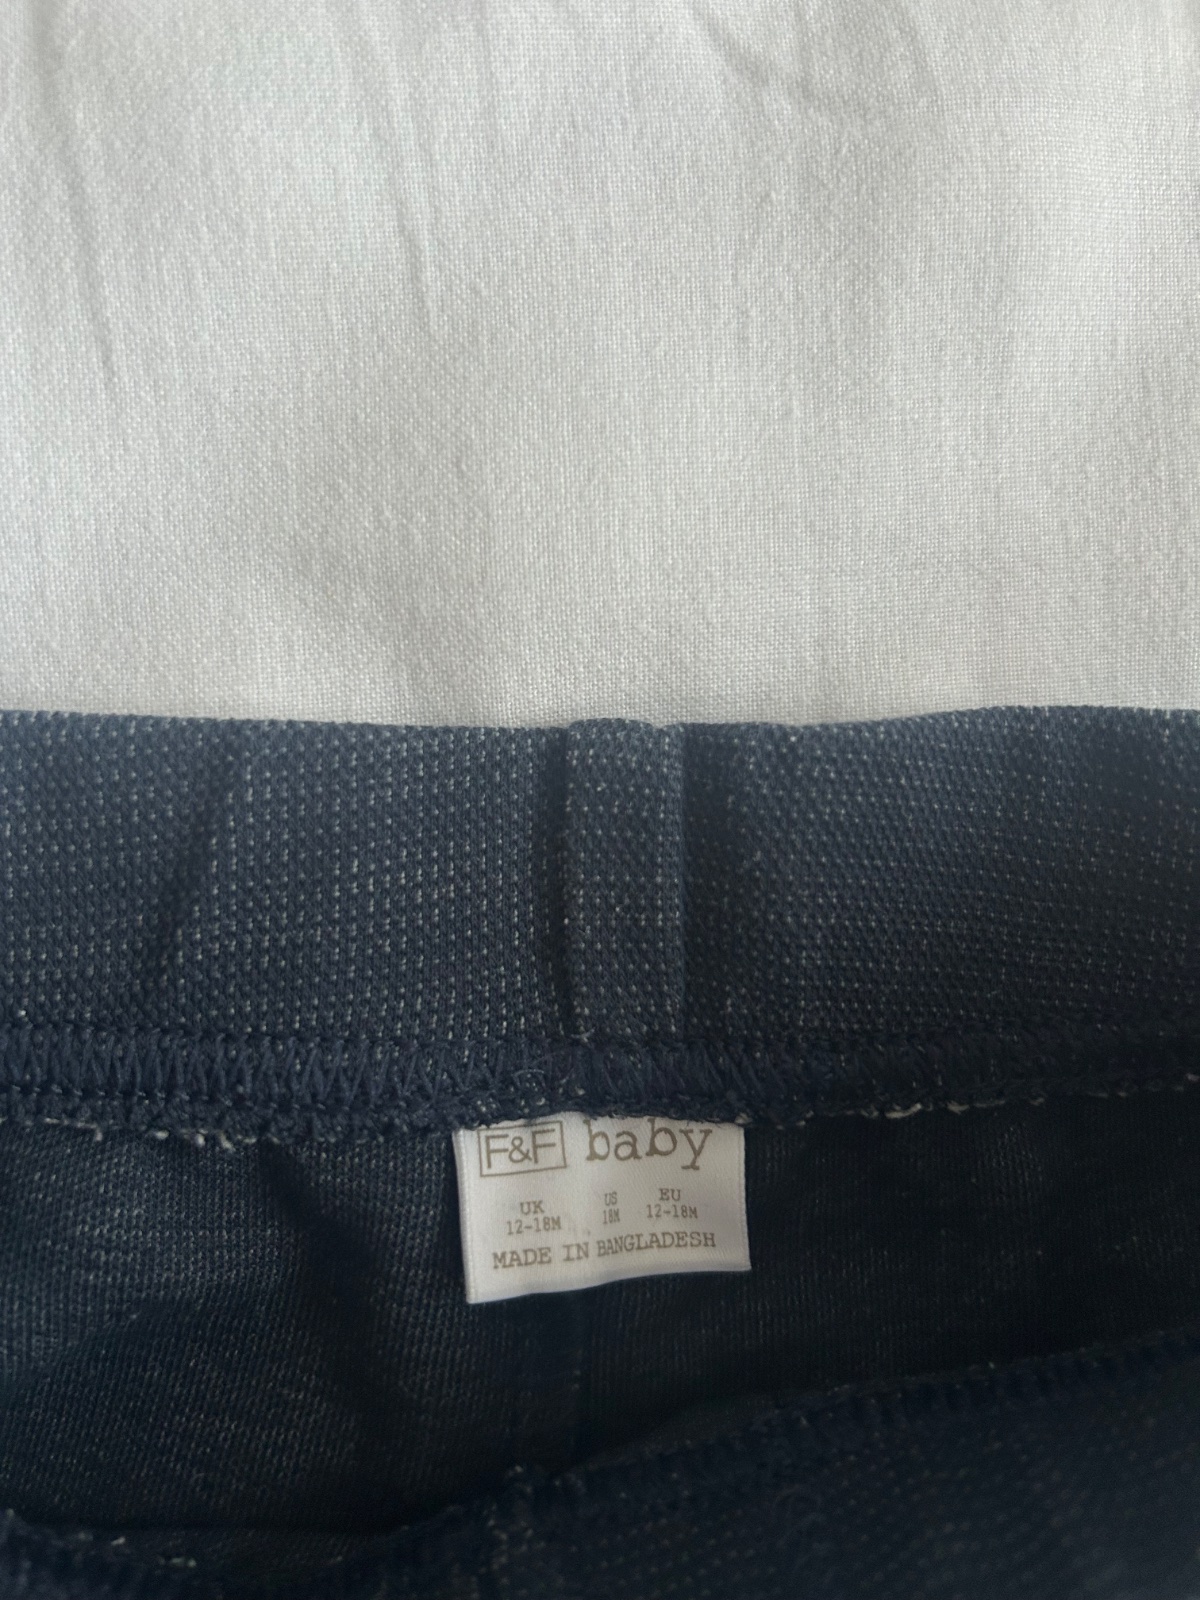 F&F baby
UK US EU
12-18M 18M 12-18M
MADE IN BANGLADESH